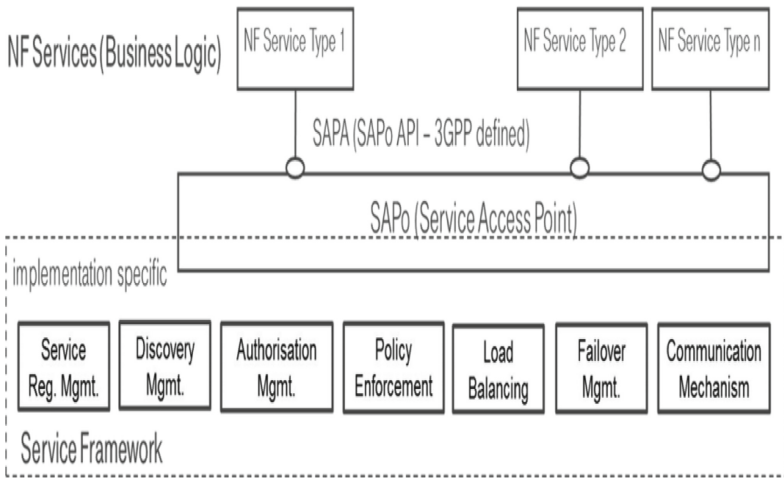 NF Services (Business Logic)
NF Service Type 1
NF Service Type 2
NF Service Type n
SAPA (SAPo API – 3GPP defined)
SAPo (Service Access Point)
implementation specific
Service
Reg. Mgmt.
Discovery
Mgmt.
Authorisation
Mgmt.
Policy
Enforcement
Load
Balancing
Failover
Mgmt.
Communication
Mechanism
Service Framework